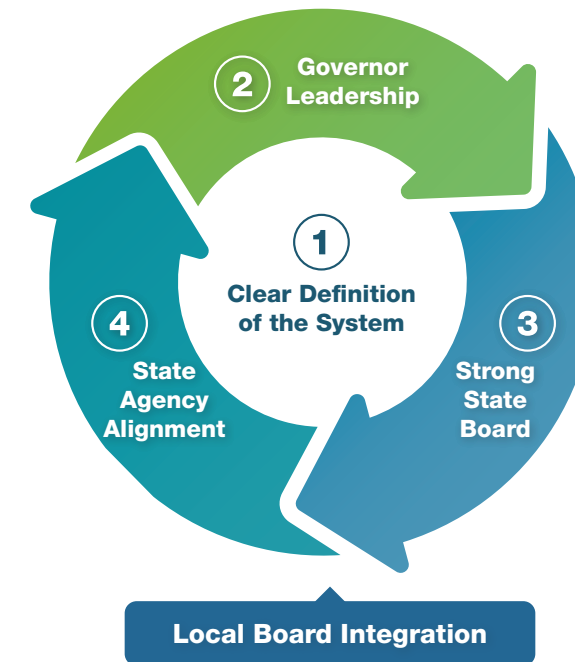 2
Governor
Leadership
1
Clear Definition
of the System
3
Strong
State
Board
4
State
Agency
Alignment
Local Board Integration